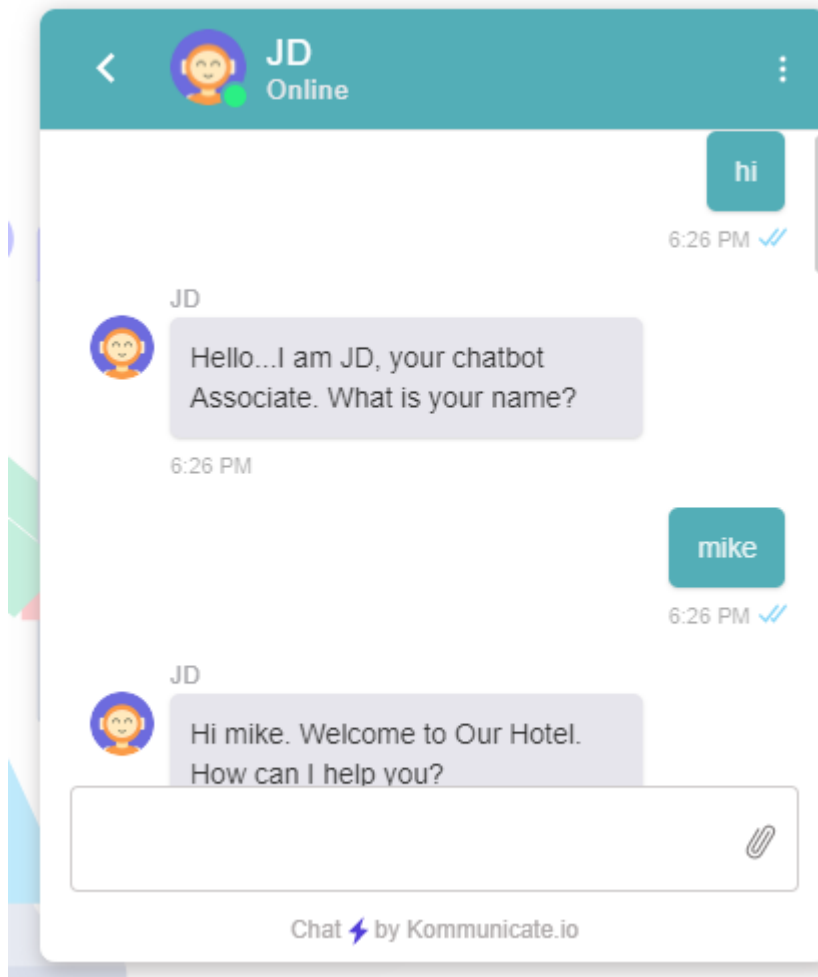 JD
Online
hi
6:26 PM
JD
Hello...I am JD, your chatbot
Associate. What is your name?
6:26 PM
mike
6:26 PM
JD
Hi mike. Welcome to Our Hotel.
How can I help you?
Chat by Kommunicate.io